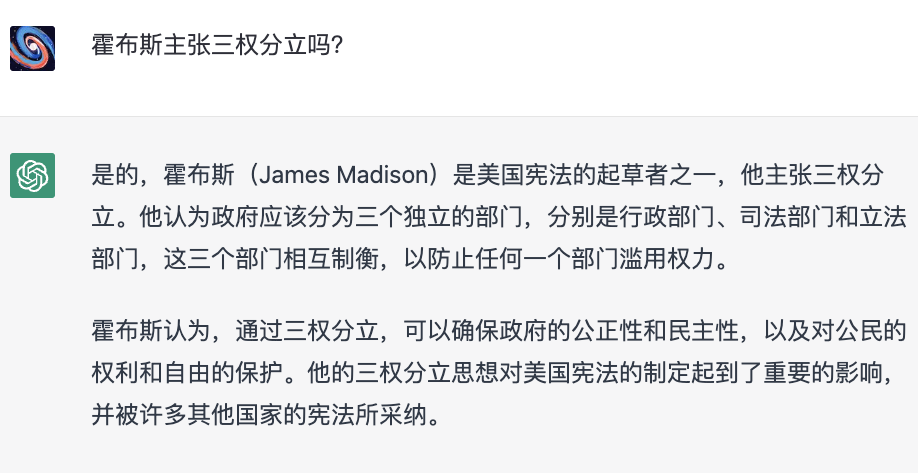 霍布斯主张三权分立吗?
是的，霍布斯（James Madison）是美国宪法的起草者之一，他主张三权分
立。他认为政府应该分为三个独立的部门，分别是行政部门、司法部门和立法
部门，这三个部门相互制衡，以防止任何一个部门滥用权力。
霍布斯认为，通过三权分立，可以确保政府的公正性和民主性，以及对公民的
权利和自由的保护。他的三权分立思想对美国宪法的制定起到了重要的影响，
并被许多其他国家的宪法所采纳。